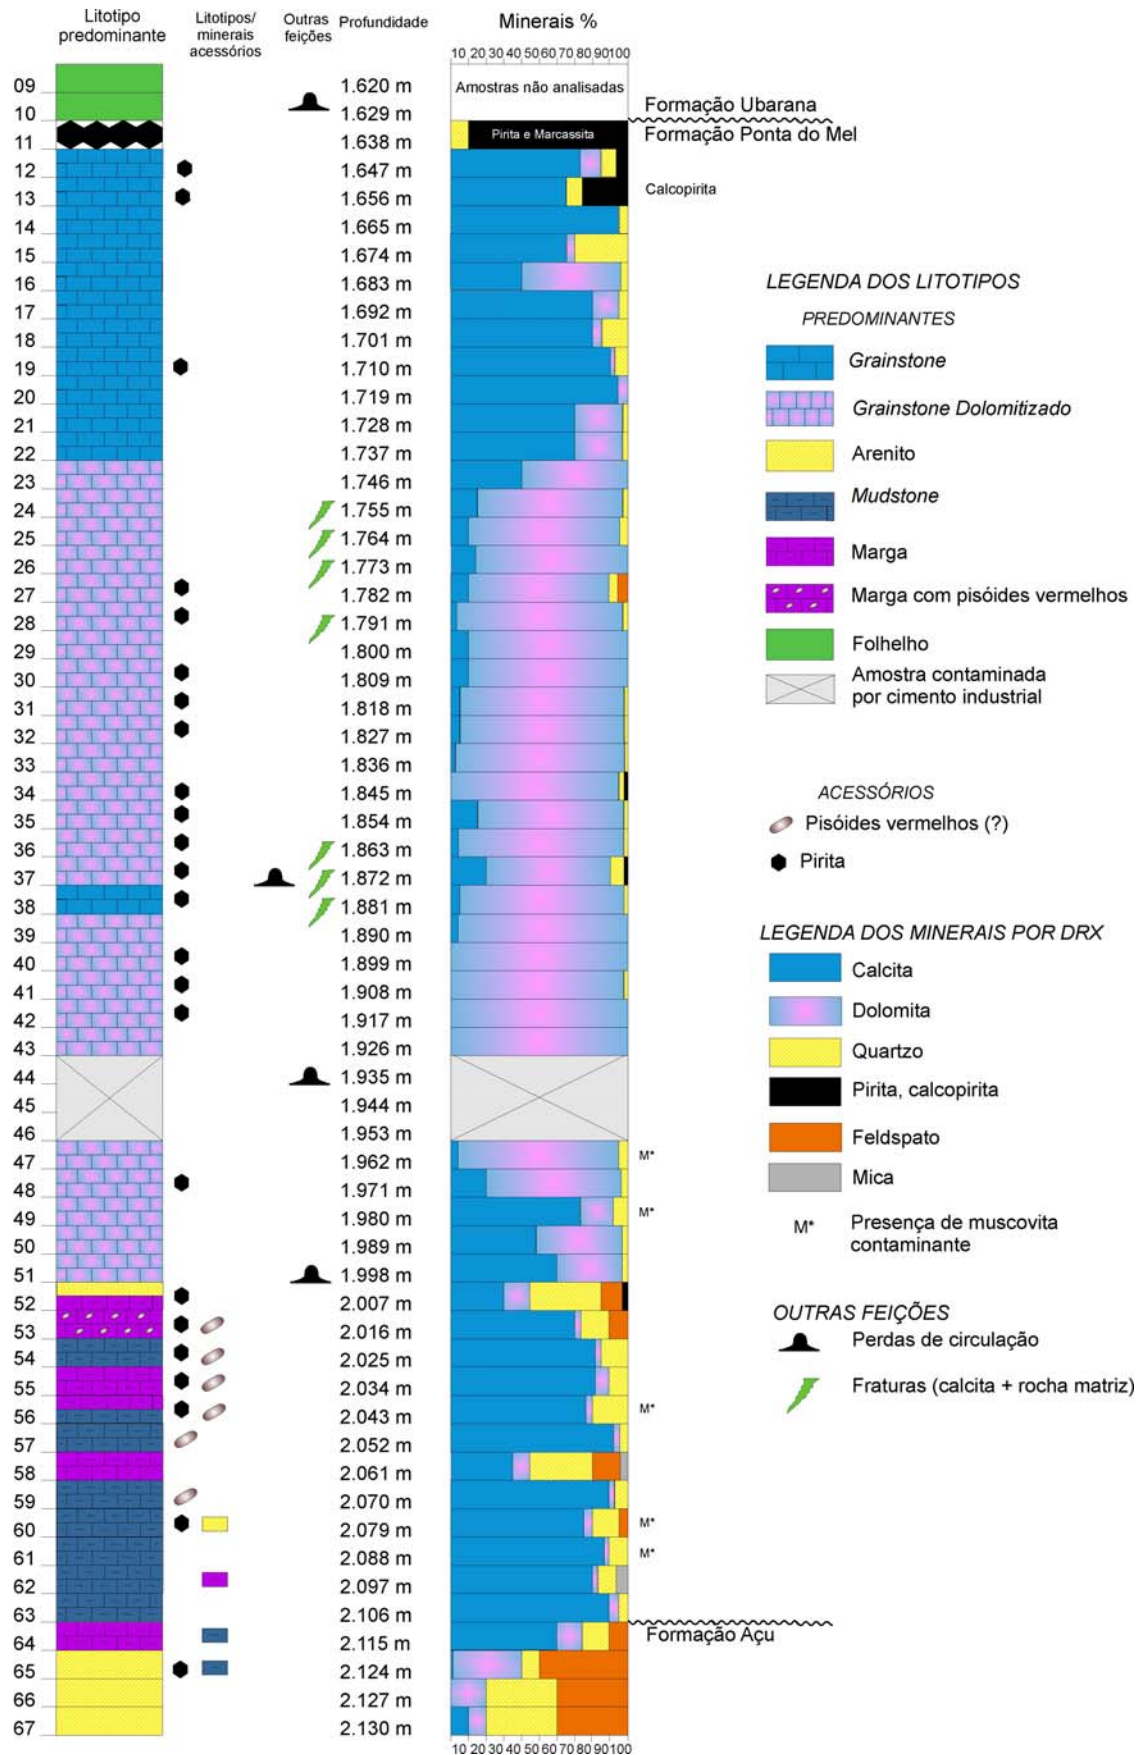 Litotipo
predominante
Litotipos/
minerais
acessórios
Outras
feições
Profundidade
Minerais %
10 20 30 40 50 60 70 80 90 100
09 1.620 m Amostras não analisadas
Formação Ubarana
10 1.629 m
Formação Ponta do Mel
11 1.638 m Pirita e Marcassita
12 1.647 m
13 1.656 m Calcopirita
14 1.665 m
15 1.674 m
16 1.683 m
17 1.692 m
18 1.701 m
19 1.710 m
20 1.719 m
21 1.728 m
22 1.737 m
23 1.746 m
24 1.755 m
25 1.764 m
26 1.773 m
27 1.782 m
28 1.791 m
29 1.800 m
30 1.809 m
31 1.818 m
32 1.827 m
33 1.836 m
34 1.845 m
35 1.854 m
36 1.863 m
37 1.872 m
38 1.881 m
39 1.890 m
40 1.899 m
41 1.908 m
42 1.917 m
43 1.926 m
44 1.935 m
45 1.944 m
46 1.953 m
47 1.962 m M*
48 1.971 m
49 1.980 m M*
50 1.989 m
51 1.998 m
52 2.007 m
53 2.016 m
54 2.025 m
55 2.034 m
56 2.043 m M*
57 2.052 m
58 2.061 m
59 2.070 m
60 2.079 m M*
61 2.088 m M*
62 2.097 m
63 2.106 m
Formação Açu
64 2.115 m
65 2.124 m
66 2.127 m
67 2.130 m
10 20 30 40 50 60 70 80 90 100
LEGENDA DOS LITOTIPOS
PREDOMINANTES
Grainstone
Grainstone Dolomitizado
Arenito
Mudstone
Marga
Marga com pisóides vermelhos
Folhelho
Amostra contaminada
por cimento industrial
ACESSÓRIOS
Pisóides vermelhos (?)
Pirita
LEGENDA DOS MINERAIS POR DRX
Calcita
Dolomita
Quartzo
Pirita, calcopirita
Feldspato
Mica
M* Presença de muscovita
contaminante
OUTRAS FEIÇÕES
Perdas de circulação
Fraturas (calcita + rocha matriz)